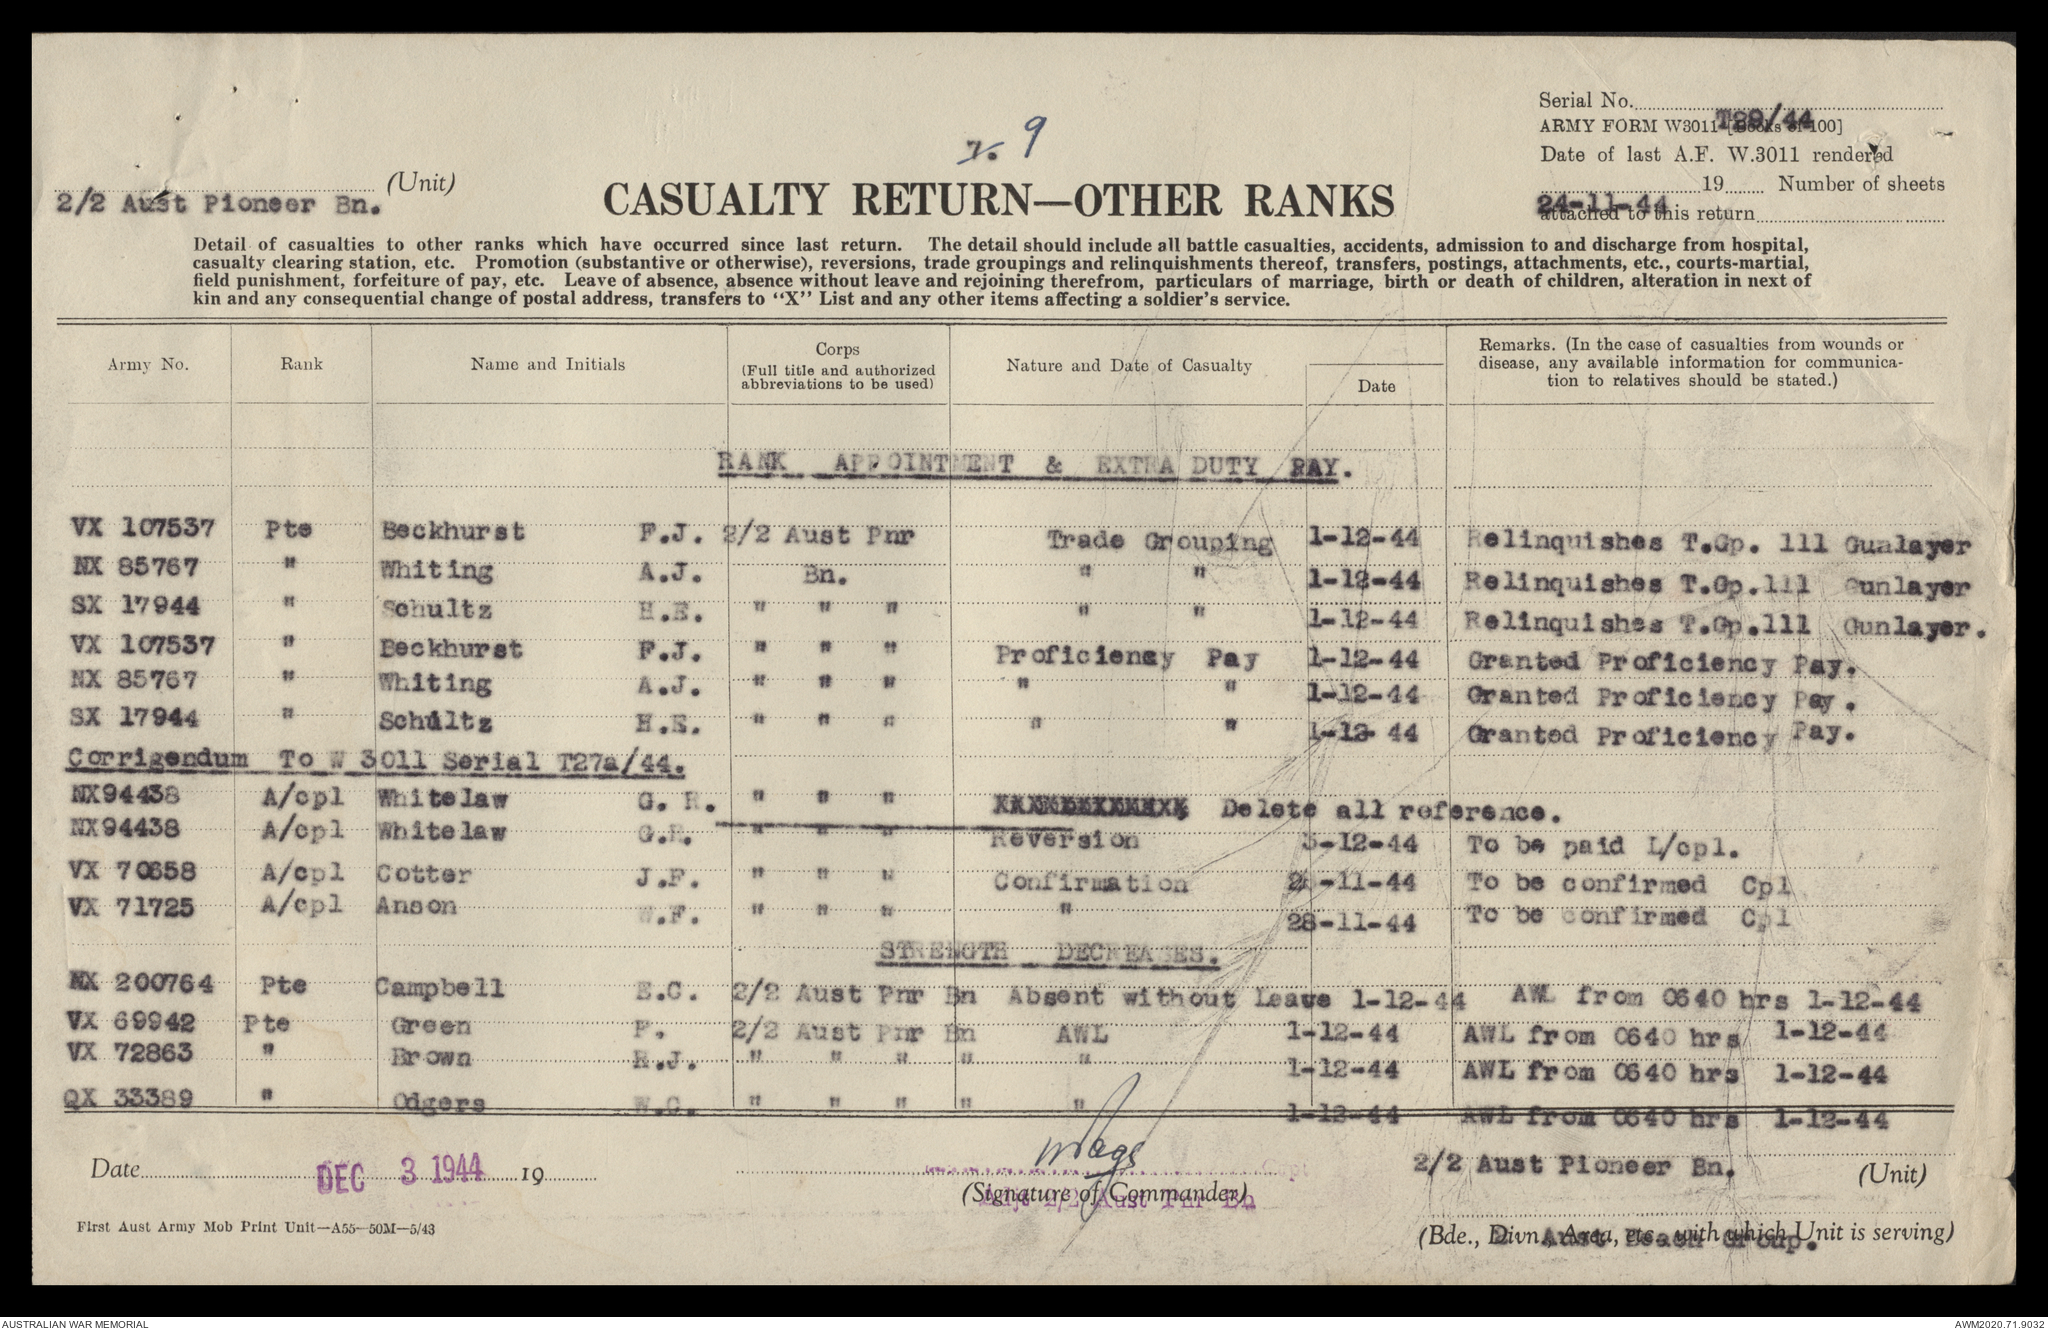 Serial No. T29/44
7. 9
ARMY FORM W3011 [Books of 100]
Date of last A.F. W.3011 rendered
24-11-44 19 Number of sheets
attached to this return
2/2 Aust Pioneer Bn. (Unit)
CASUALTY RETURN—OTHER RANKS
Detail of casualties to other ranks which have occurred since last return. The detail should include all battle casualties, accidents, admission to and discharge from hospital,
casualty clearing station, etc. Promotion (substantive or otherwise), reversions, trade groupings and relinquishments thereof, transfers, postings, attachments, etc., courts-martial,
field punishment, forfeiture of pay, etc. Leave of absence, absence without leave and rejoining therefrom, particulars of marriage, birth or death of children, alteration in next of
kin and any consequential change of postal address, transfers to "X" List and any other items affecting a soldier's service.
Army No. Rank Name and Initials Corps (Full title and authorized abbreviations to be used) Nature and Date of Casualty Date Remarks. (In the case of casualties from wounds or disease, any available information for communication to relatives should be stated.)
RANK APPOINTMENT & EXTRA DUTY PAY.
VX 107537 Pte Beckhurst F.J. 2/2 Aust Pnr Trade Grouping 1-12-44 Relinquishes T.Gp. 111 Gunlayer
NX 85767 " Whiting A.J. Bn. " " 1-12-44 Relinquishes T.Gp.111 Gunlayer
SX 17944 " Schultz H.E. " " " " " 1-12-44 Relinquishes T.Gp.111 Gunlayer.
VX 107537 " Beckhurst F.J. " " " Proficiency Pay 1-12-44 Granted Proficiency Pay.
NX 85767 " Whiting A.J. " " " " " 1-12-44 Granted Proficiency Pay.
SX 17944 " Schultz H.E. " " " " " 1-12-44 Granted Proficiency Pay.
Corrigendum To W 3011 Serial T27a/44.
NX94438 A/cpl Whitelaw G. R. " " " Delete all reference.
NX94438 A/cpl Whitelaw G.R. " " " Reversion 3-12-44 To be paid L/cpl.
VX 70658 A/cpl Cotter J.F. " " " Confirmation -11-44 To be confirmed Cpl
VX 71725 A/cpl Anson W.F. " " " " 28-11-44 To be confirmed Cpl
STRENGTH DECREASES.
NX 200764 Pte Campbell E.C. 2/2 Aust Pnr Bn Absent without Leave 1-12-44 AWL from 0640 hrs 1-12-44
VX 69942 Pte Green F. 2/2 Aust Pnr Bn AWL 1-12-44 AWL from 0640 hrs 1-12-44
VX 72863 " Brown R.J. " " " " " 1-12-44 AWL from 0640 hrs 1-12-44
QX 33389 " Odgers W.C. " " " " " 1-12-44 AWL from 0640 hrs 1-12-44
Date DEC 3 1944 19
Capt
(Signature of Commander)
Adjt 2/2 Aust Pnr Bn
2/2 Aust Pioneer Bn. (Unit)
First Aust Army Mob Print Unit—A55—50M—5/43
(Bde., Divn., Area, etc., with which Unit is serving)
Aust Beach Group.
AUSTRALIAN WAR MEMORIAL
AWM2020.71.9032